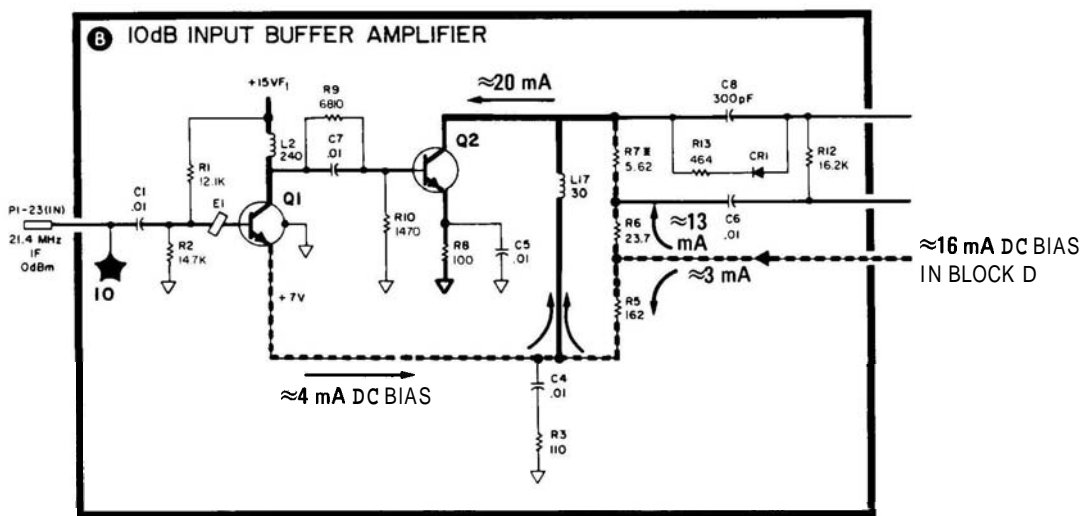 B 10dB INPUT BUFFER AMPLIFIER
+15VF1
≈20 mA
C8
300pF
R9
6810
C7
.01
Q2
L2
240
R1
12.1K
R13
464
CR1
R12
16.2K
R7※
5.62
L17
30
C1
.01
E1
Q1
P1-23(IN)
21.4 MHz
IF
0dBm
R2
14.7K
10
R10
1470
R8
100
C5
.01
R6
23.7
≈13
mA
C6
.01
≈16 mA DC BIAS
IN BLOCK D
≈3 mA
R5
162
+7V
≈4 mA DC BIAS
C4
.01
R3
110